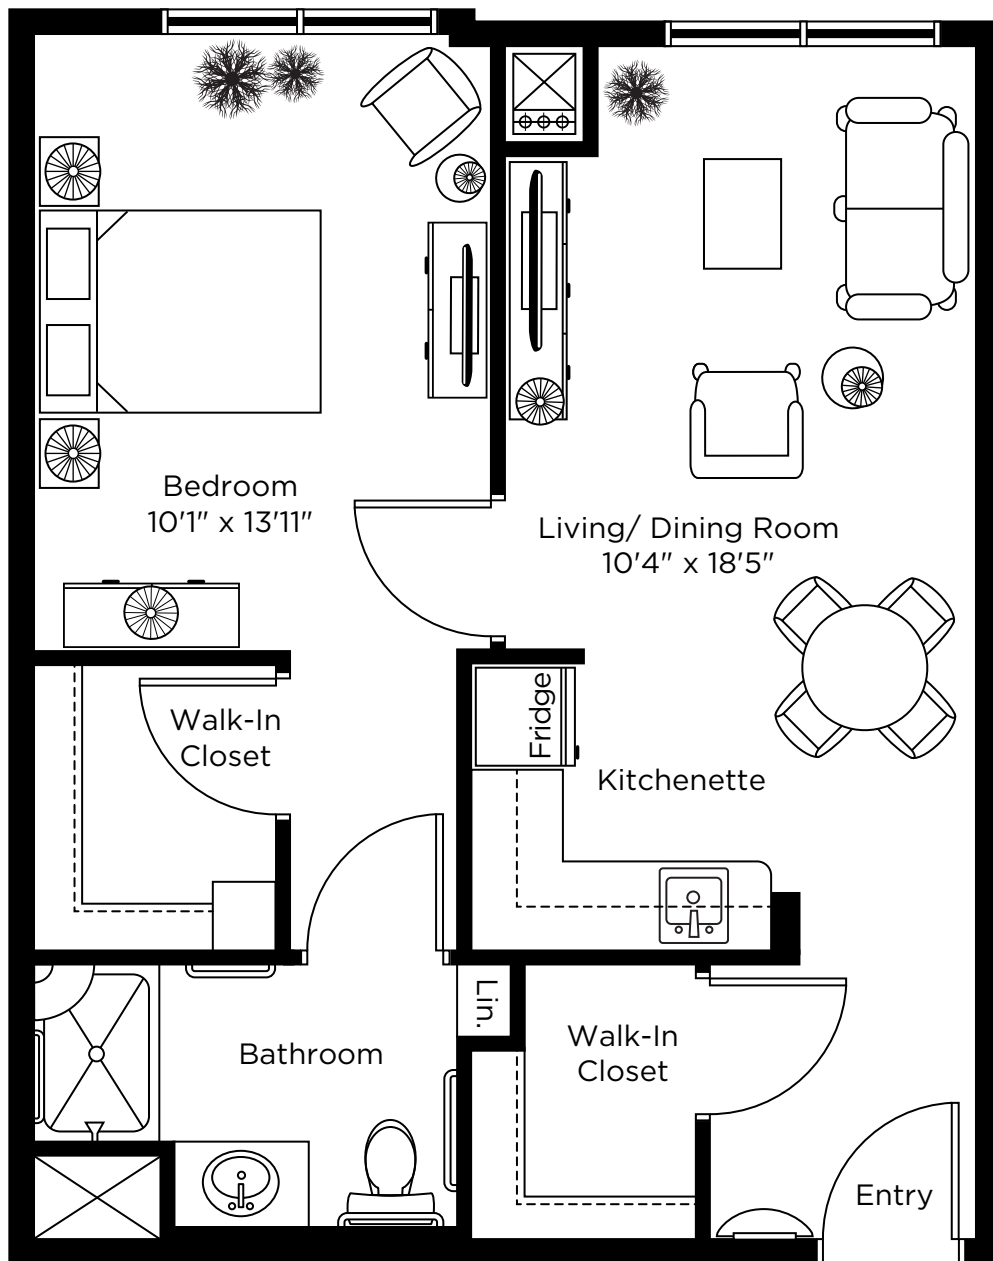 Bedroom
10'1" x 13'11"
Living/ Dining Room
10'4" x 18'5"
Fridge
Walk-In
Closet
Kitchenette
Lin.
Walk-In
Closet
Bathroom
Entry